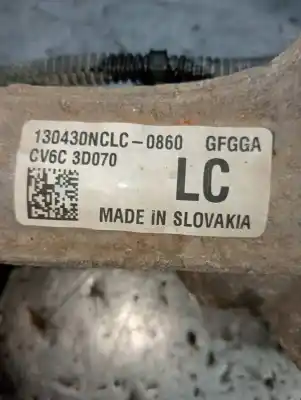 130430NCLC-0860 GFGGA
CV6C 3D070
LC
MADE iN SLOVAKIA